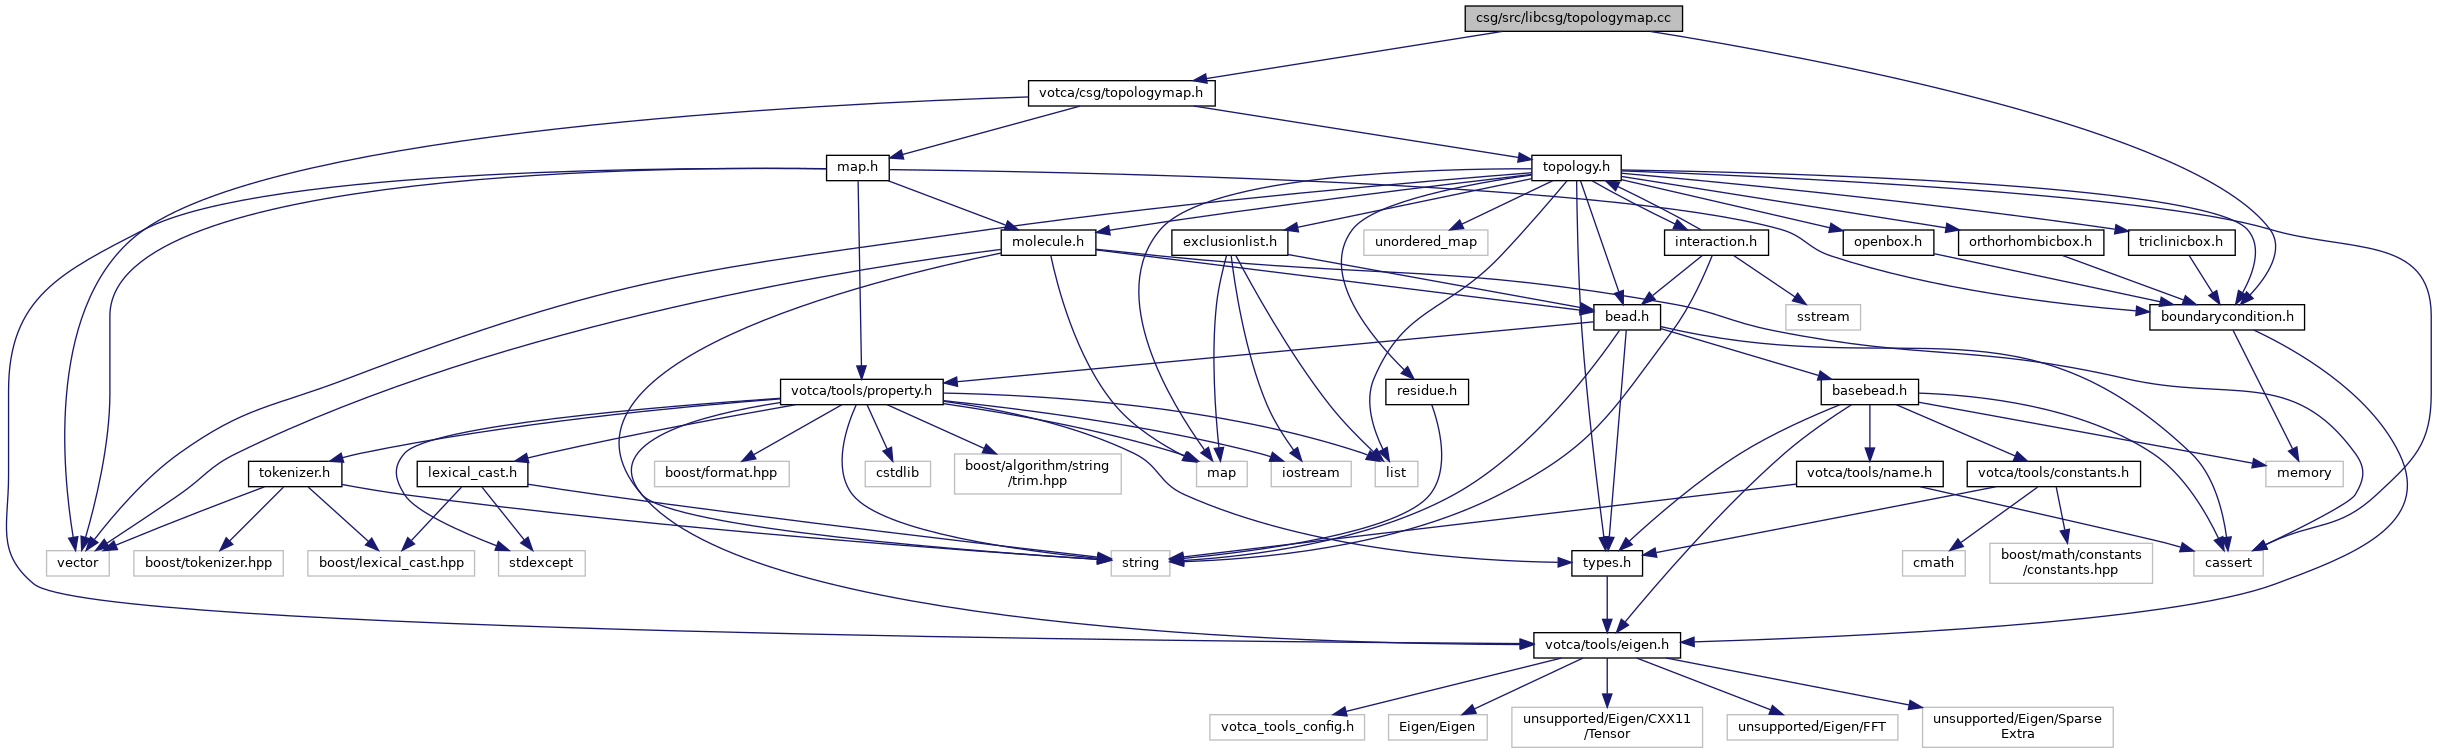 csg/src/libcsg/topologymap.cc
votca/csg/topologymap.h
map.h
topology.h
molecule.h
exclusionlist.h
unordered_map
interaction.h
openbox.h
orthorhombicbox.h
triclinicbox.h
bead.h
sstream
boundarycondition.h
votca/tools/property.h
residue.h
basebead.h
tokenizer.h
lexical_cast.h
boost/format.hpp
cstdlib
boost/algorithm/string
/trim.hpp
map
iostream
list
votca/tools/name.h
votca/tools/constants.h
memory
vector
boost/tokenizer.hpp
boost/lexical_cast.hpp
stdexcept
string
types.h
cmath
boost/math/constants
/constants.hpp
cassert
votca/tools/eigen.h
votca_tools_config.h
Eigen/Eigen
unsupported/Eigen/CXX11
/Tensor
unsupported/Eigen/FFT
unsupported/Eigen/Sparse
Extra